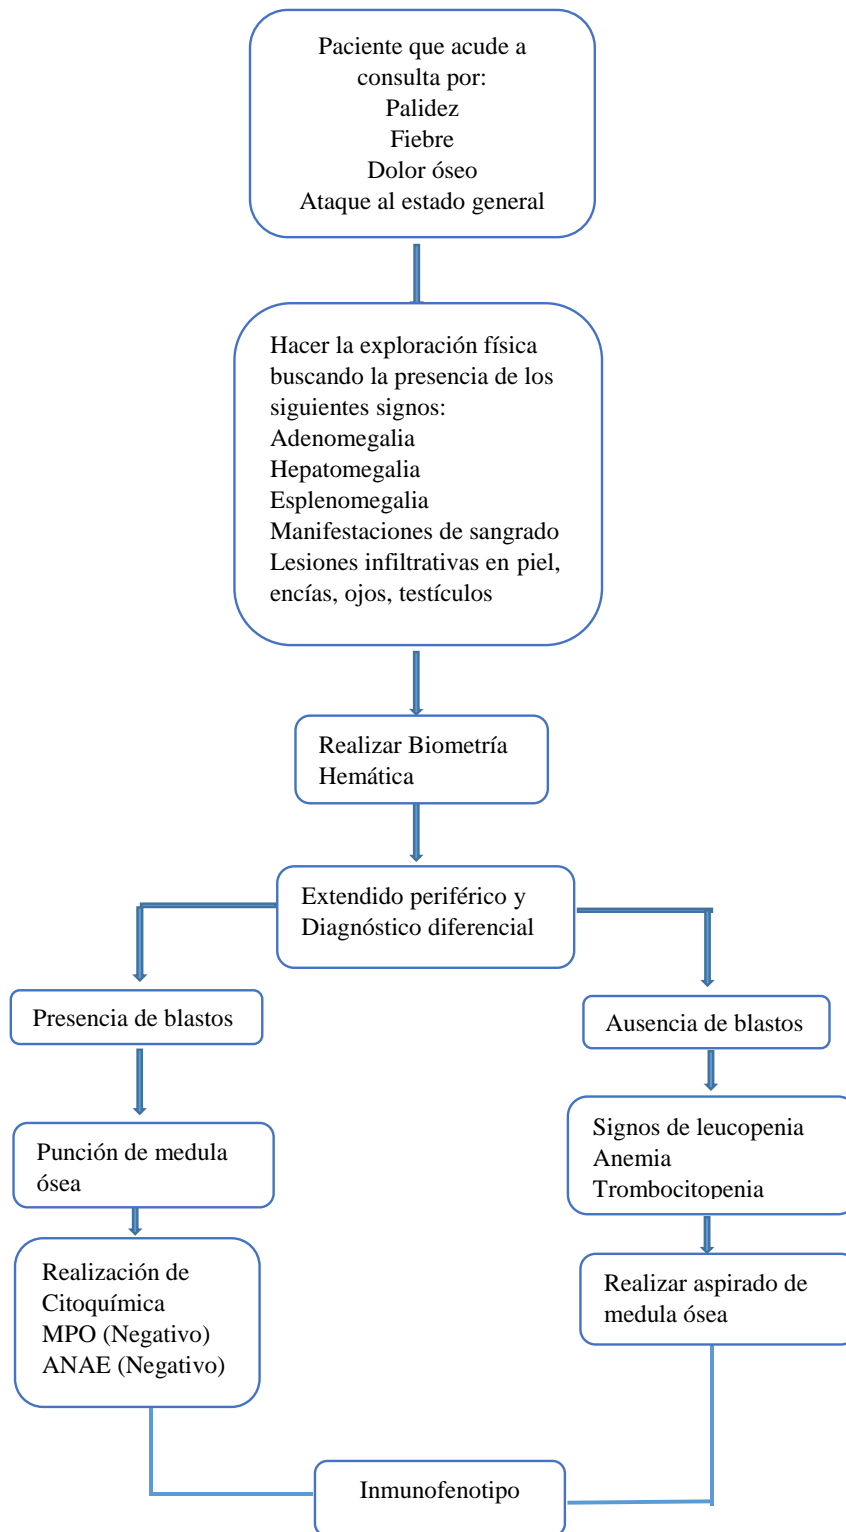 Paciente que acude a
consulta por:
Palidez
Fiebre
Dolor óseo
Ataque al estado general
Hacer la exploración física
buscando la presencia de los
siguientes signos:
Adenomegalia
Hepatomegalia
Esplenomegalia
Manifestaciones de sangrado
Lesiones infiltrativas en piel,
encías, ojos, testículos
Realizar Biometría
Hemática
Extendido periférico y
Diagnóstico diferencial
Presencia de blastos
Ausencia de blastos
Punción de medula
ósea
Signos de leucopenia
Anemia
Trombocitopenia
Realización de
Citoquímica
MPO (Negativo)
ANAE (Negativo)
Realizar aspirado de
medula ósea
Inmunofenotipo